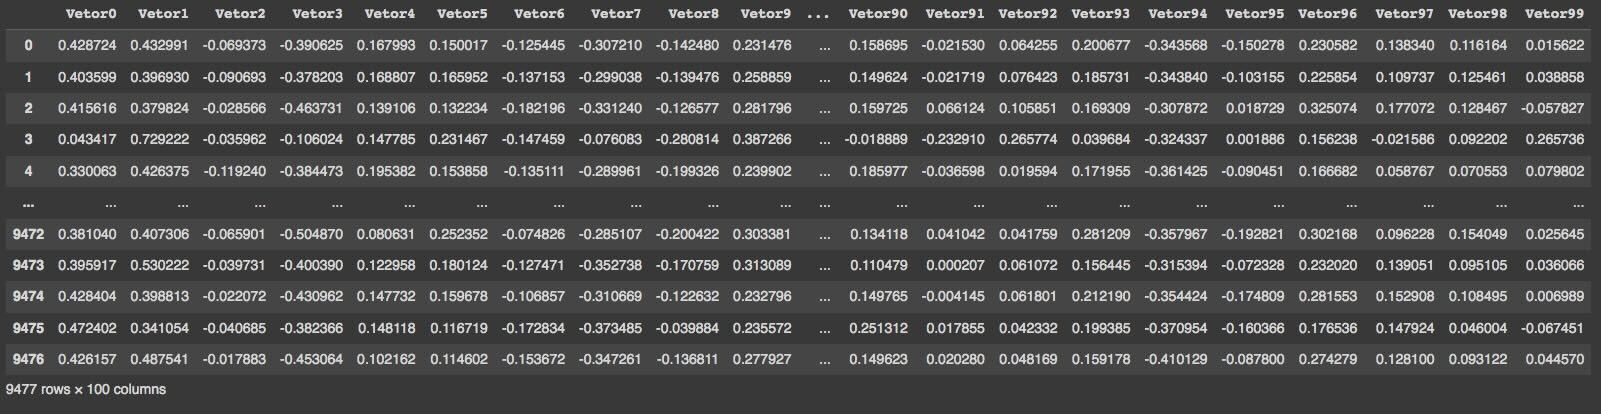 Vetor0 Vetor1 Vetor2 Vetor3 Vetor4 Vetor5 Vetor6 Vetor7 Vetor8 Vetor9 ... Vetor90 Vetor91 Vetor92 Vetor93 Vetor94 Vetor95 Vetor96 Vetor97 Vetor98 Vetor99
0 0.428724 0.432991 -0.069373 -0.390625 0.167993 0.150017 -0.125445 -0.307210 -0.142480 0.231476 ... 0.158695 -0.021530 0.064255 0.200677 -0.343568 -0.150278 0.230582 0.138340 0.116164 0.015622
1 0.403599 0.396930 -0.090693 -0.378203 0.168807 0.165952 -0.137153 -0.299038 -0.139476 0.258859 ... 0.149624 -0.021719 0.076423 0.185731 -0.343840 -0.103155 0.225854 0.109737 0.125461 0.038858
2 0.415616 0.379824 -0.028566 -0.463731 0.139106 0.132234 -0.182196 -0.331240 -0.126577 0.281796 ... 0.159725 0.066124 0.105851 0.169309 -0.307872 0.018729 0.325074 0.177072 0.128467 -0.057827
3 0.043417 0.729222 -0.035962 -0.106024 0.147785 0.231467 -0.147459 -0.076083 -0.280814 0.387266 ... -0.018889 -0.232910 0.265774 0.039684 -0.324337 0.001886 0.156238 -0.021586 0.092202 0.265736
4 0.330063 0.426375 -0.119240 -0.384473 0.195382 0.153858 -0.135111 -0.289961 -0.199326 0.239902 ... 0.185977 -0.036598 0.019594 0.171955 -0.361425 -0.090451 0.166682 0.058767 0.070553 0.079802
... ... ... ... ... ... ... ... ... ... ... ... ... ... ... ... ... ... ... ... ... ...
9472 0.381040 0.407306 -0.065901 -0.504870 0.080631 0.252352 -0.074826 -0.285107 -0.200422 0.303381 ... 0.134118 0.041042 0.041759 0.281209 -0.357967 -0.192821 0.302168 0.096228 0.154049 0.025645
9473 0.395917 0.530222 -0.039731 -0.400390 0.122958 0.180124 -0.127471 -0.352738 -0.170759 0.313089 ... 0.110479 0.000207 0.061072 0.156445 -0.315394 -0.072328 0.232020 0.139051 0.095105 0.036066
9474 0.428404 0.398813 -0.022072 -0.430962 0.147732 0.159678 -0.106857 -0.310669 -0.122632 0.232796 ... 0.149765 -0.004145 0.061801 0.212190 -0.354424 -0.174809 0.281553 0.152908 0.108495 0.006989
9475 0.472402 0.341054 -0.040685 -0.382366 0.148118 0.116719 -0.172834 -0.373485 -0.039884 0.235572 ... 0.251312 0.017855 0.042332 0.199385 -0.370954 -0.160366 0.176536 0.147924 0.046004 -0.067451
9476 0.426157 0.487541 -0.017883 -0.453064 0.102162 0.114602 -0.153672 -0.347261 -0.136811 0.277927 ... 0.149623 0.020280 0.048169 0.159178 -0.410129 -0.087800 0.274279 0.128100 0.093122 0.044570
9477 rows × 100 columns